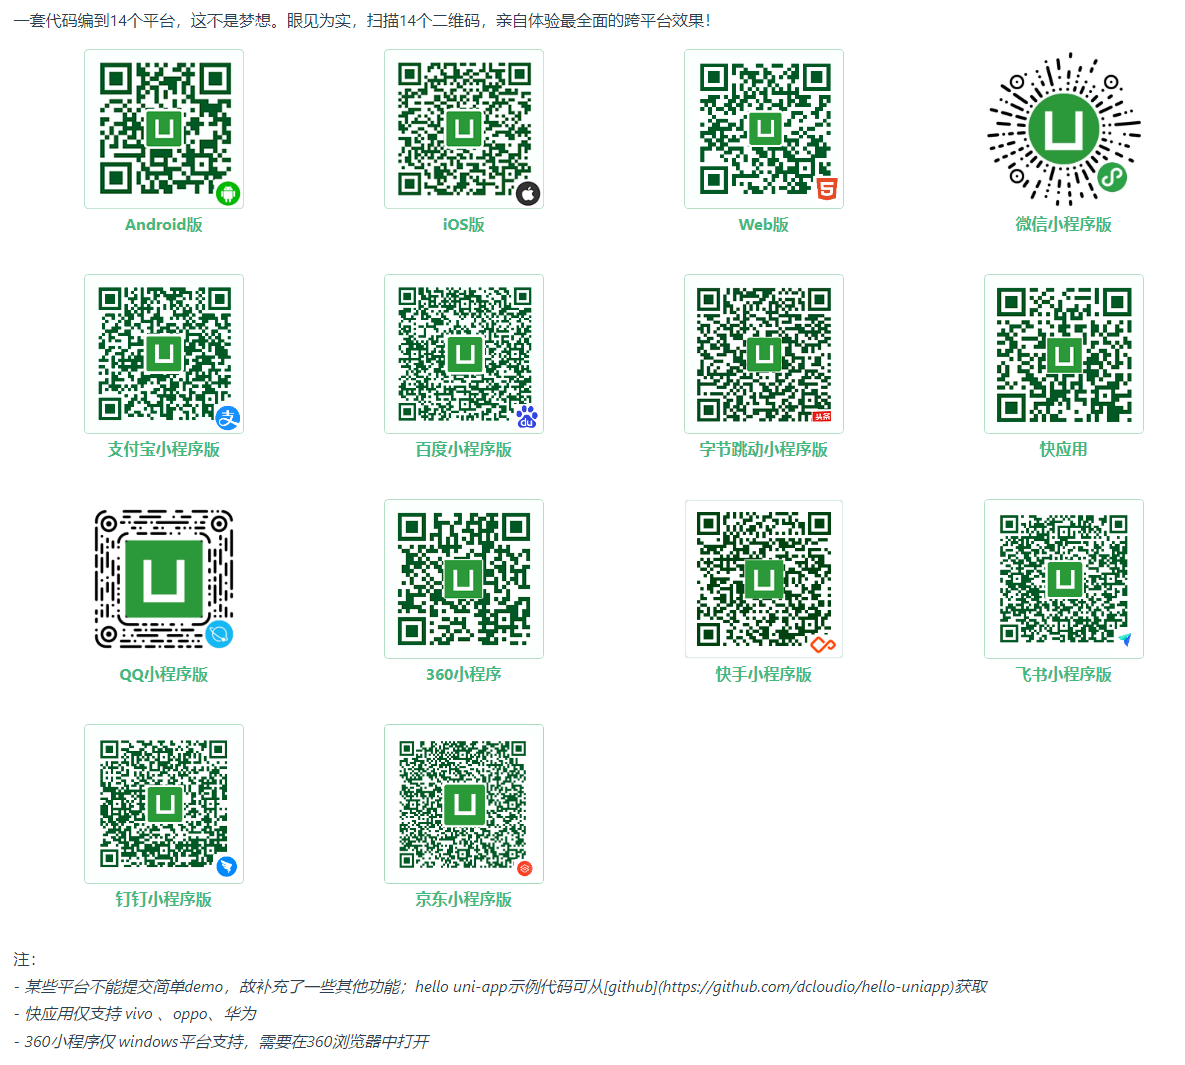 一套代码编到14个平台，这不是梦想。眼见为实，扫描14个二维码，亲自体验最全面的跨平台效果！
Android版
iOS版
Web版
微信小程序版
支
du
头条
支付宝小程序版
百度小程序版
字节跳动小程序版
快应用
QQ小程序版
360小程序
快手小程序版
飞书小程序版
钉钉小程序版
京东小程序版
注：
- 某些平台不能提交简单demo，故补充了一些其他功能；hello uni-app示例代码可从[github](https://github.com/dcloudio/hello-uniapp)获取
- 快应用仅支持 vivo 、oppo、华为
- 360小程序仅 windows平台支持，需要在360浏览器中打开